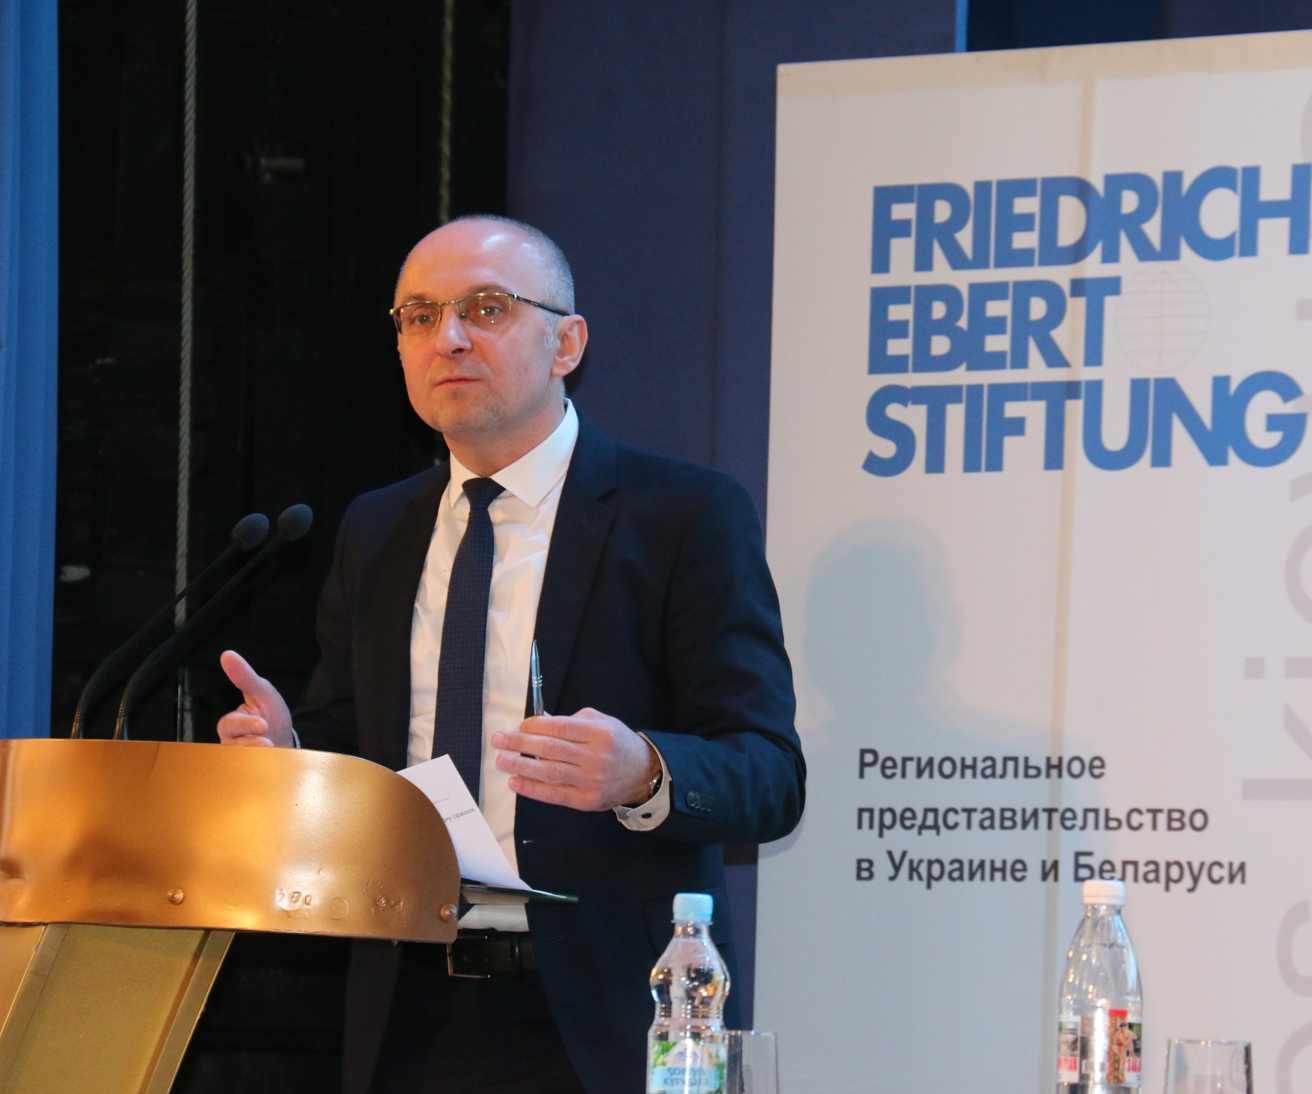 FRIEDRICH
EBERT
STIFTUNG
Региональное
представительство
в Украине и Беларуси